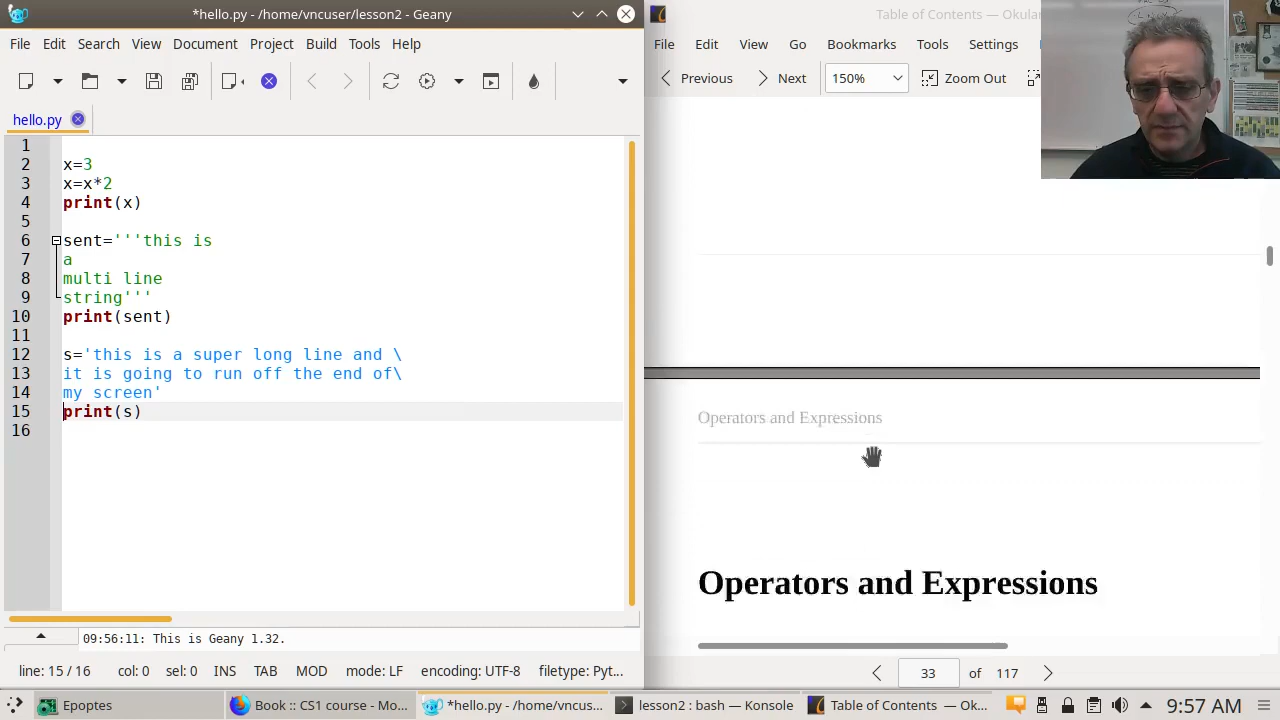 *hello.py - /home/vncuser/lesson2 - Geany
Table of Contents — Okular
File Edit Search View Document Project Build Tools Help
File Edit View Go Bookmarks Tools Settings
Previous Next 150% Zoom Out
hello.py
1
2 x=3
3 x=x*2
4 print(x)
5
6 sent='''this is
7 a
8 multi line
9 string'''
10 print(sent)
11
12 s='this is a super long line and \
13 it is going to run off the end of\
14 my screen'
15 print(s)
16
Operators and Expressions
Operators and Expressions
09:56:11: This is Geany 1.32.
line: 15 / 16 col: 0 sel: 0 INS TAB MOD mode: LF encoding: UTF-8 filetype: Pyt...
33 of 117
Epoptes
Book :: CS1 course - Mo...
*hello.py - /home/vncuse...
lesson2 : bash — Konsole
Table of Contents — Ok...
9:57 AM